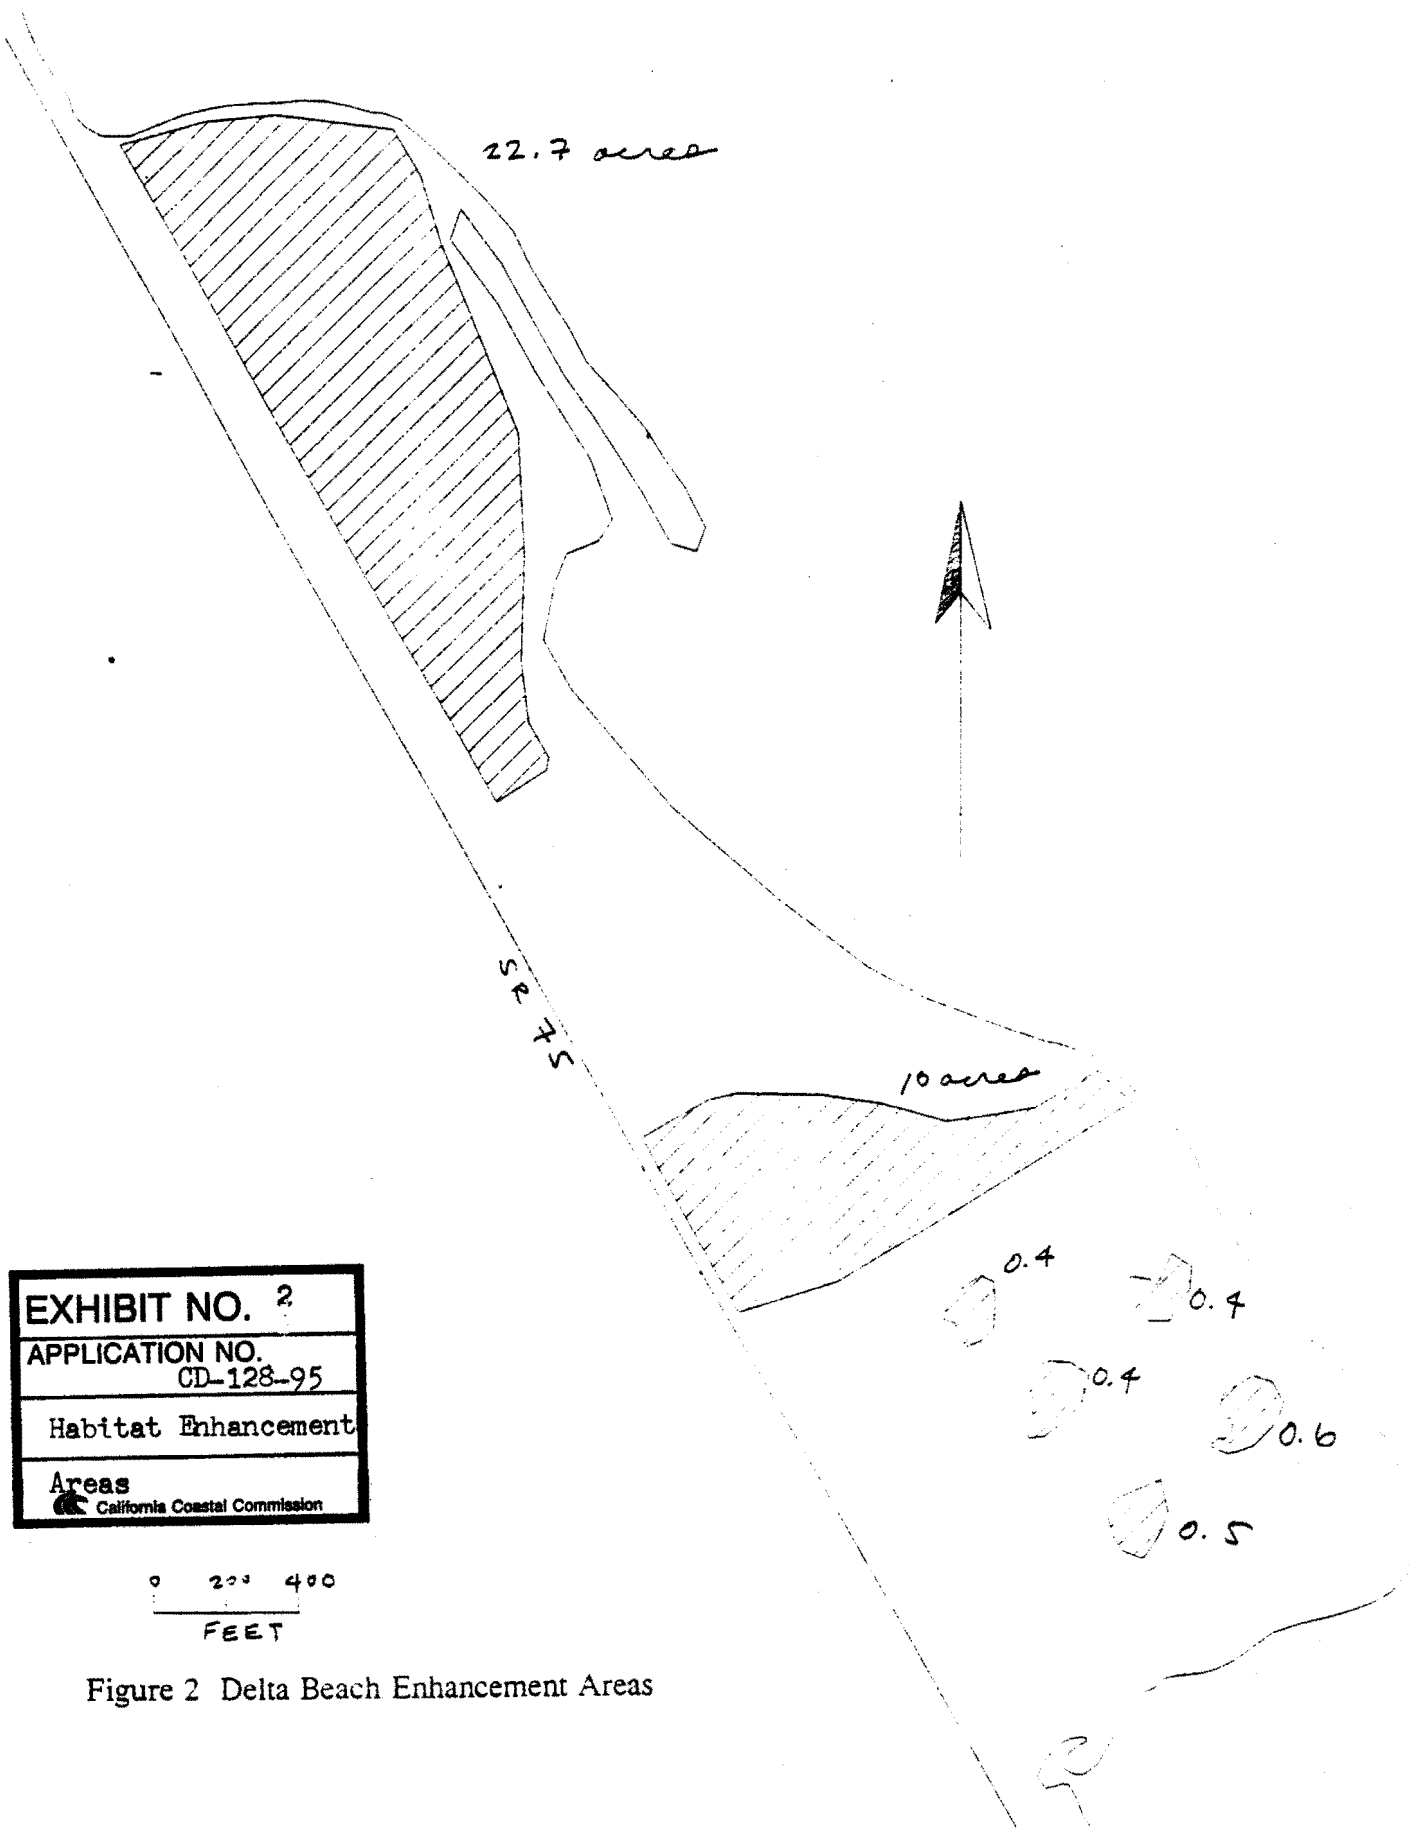 22.7 acres
SR 75
10 acres
0.4
0.4
0.4
0.6
0.5
EXHIBIT NO. 2
APPLICATION NO.
CD-128-95
Habitat Enhancement
Areas
California Coastal Commission
0 200 400
FEET
Figure 2 Delta Beach Enhancement Areas